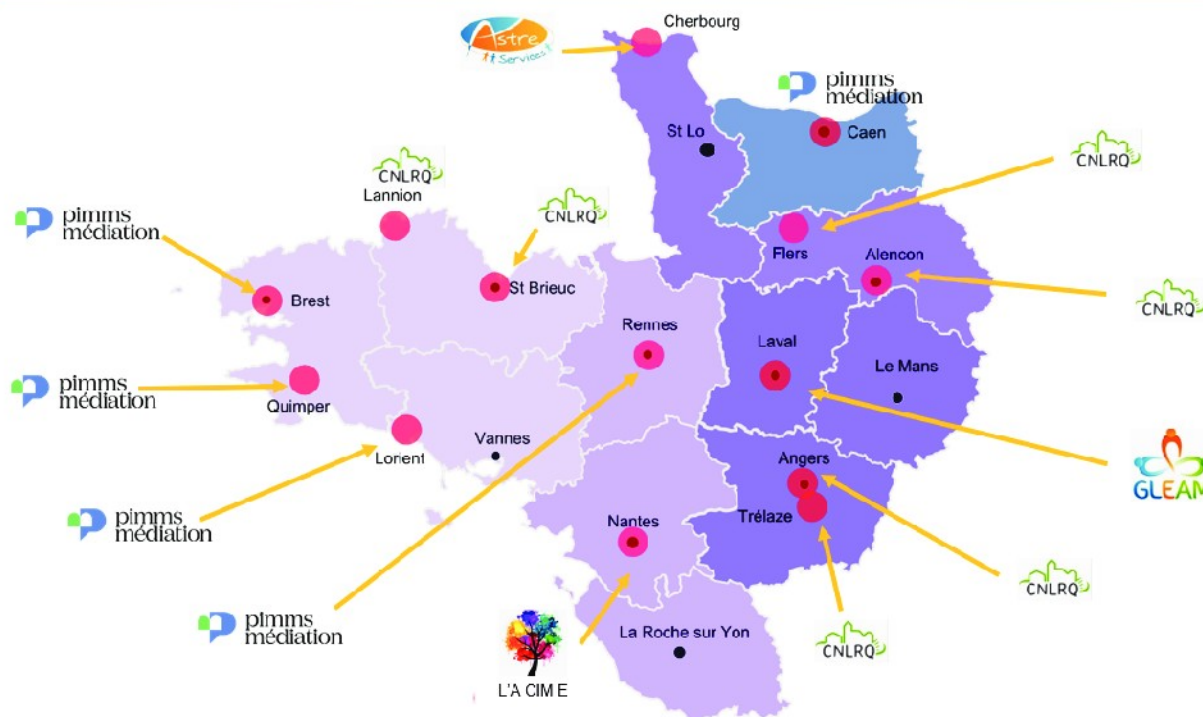 Cherbourg
Astre
Services
pimms
médiation
St Lo
Caen
CNLRQ
CNLRQ
Lannion
CNLRQ
pimms
médiation
Flers
Alencon
Brest
St Brieuc
CNLRQ
Rennes
Laval
Le Mans
pimms
médiation
Quimper
Lorient
Vannes
Angers
GLEAM
Trélaze
pimms
médiation
Nantes
CNLRQ
pimms
médiation
La Roche sur Yon
CNLRQ
L'ACIME